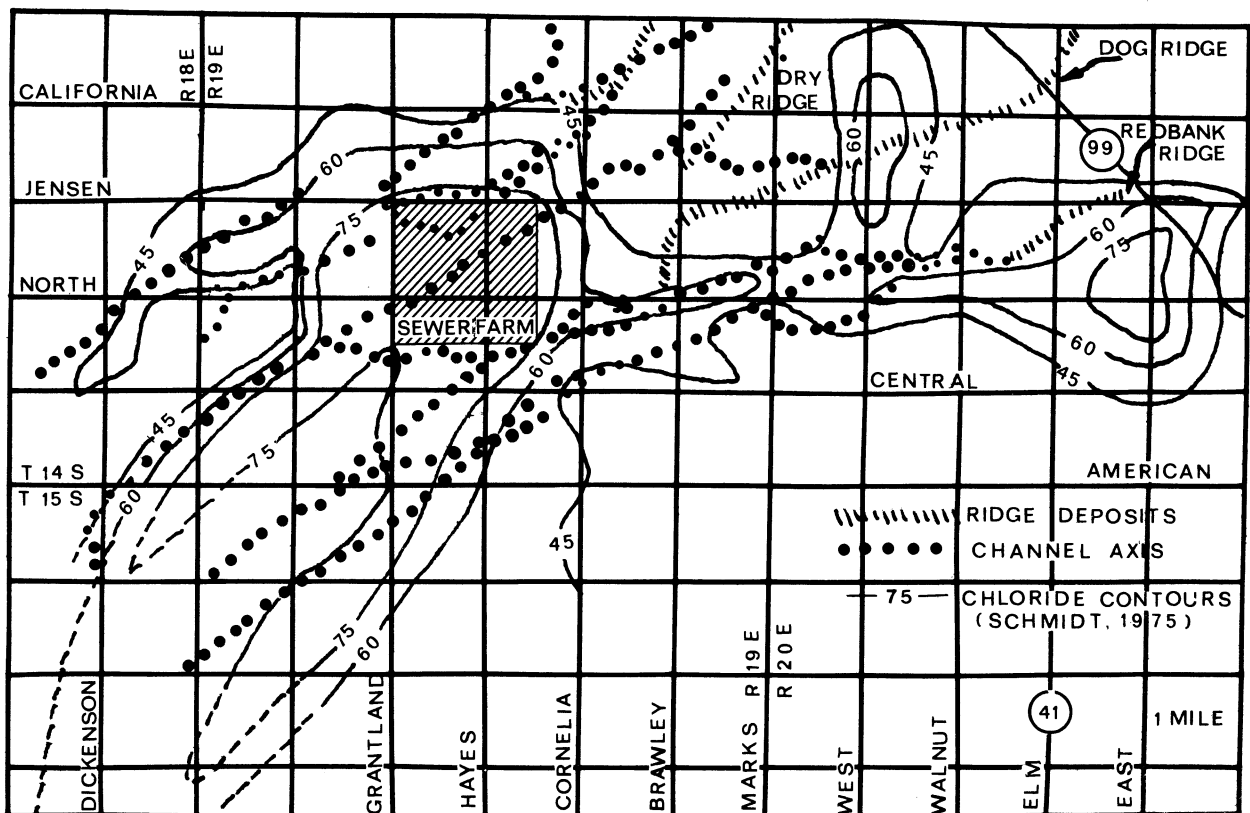 DOG RIDGE
CALIFORNIA
R 18 E
R 19 E
DRY
RIDGE
45
60
45
99
REDBANK
RIDGE
60
JENSEN
75
45
60
75
NORTH
SEWER FARM
60
60
45
CENTRAL
45
75
60
T 14 S
T 15 S
AMERICAN
RIDGE DEPOSITS
45
CHANNEL AXIS
75
CHLORIDE CONTOURS
(SCHMIDT, 1975)
75
60
R 19 E
R 20 E
41
1 MILE
DICKENSON
GRANTLAND
HAYES
CORNELIA
BRAWLEY
MARKS
WEST
WALNUT
ELM
EAST